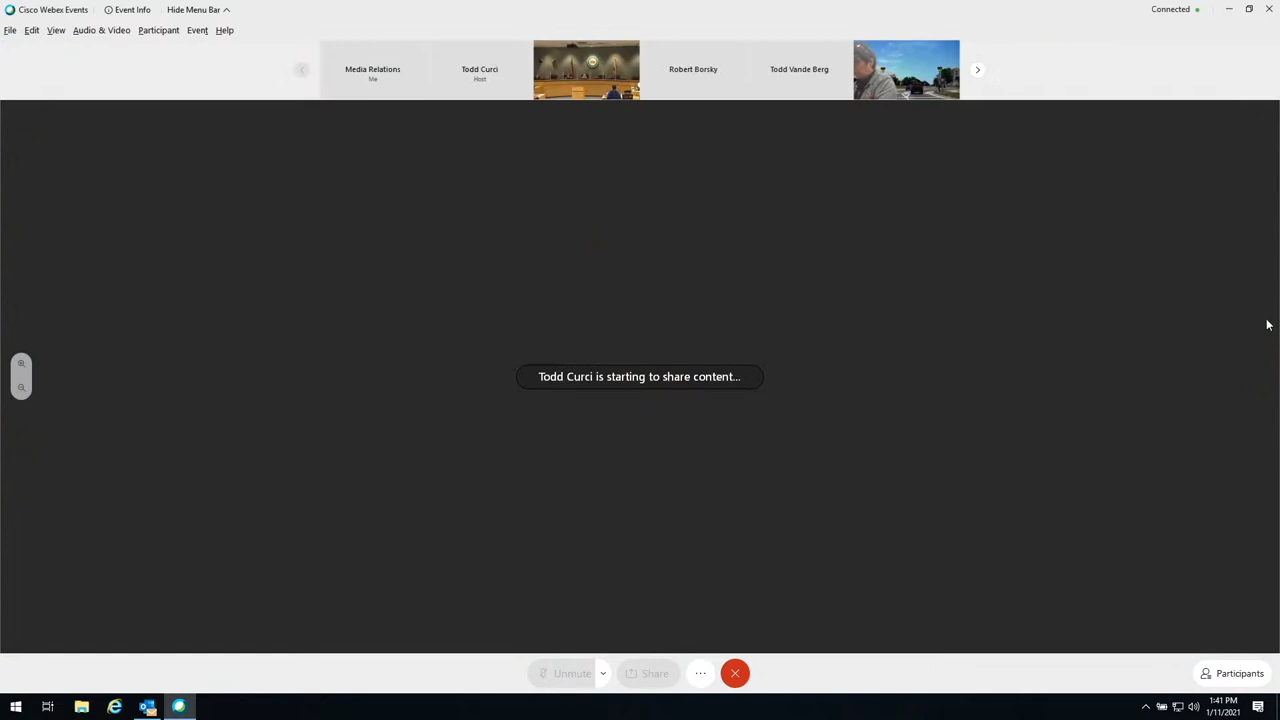 Cisco Webex Events
Event Info
Hide Menu Bar
Connected
File Edit View Audio & Video Participant Event Help
Media Relations
Me
Todd Curci
Host
Robert Borsky
Todd Vande Berg
Todd Curci is starting to share content...
Unmute
Share
Participants
1:41 PM
1/11/2021